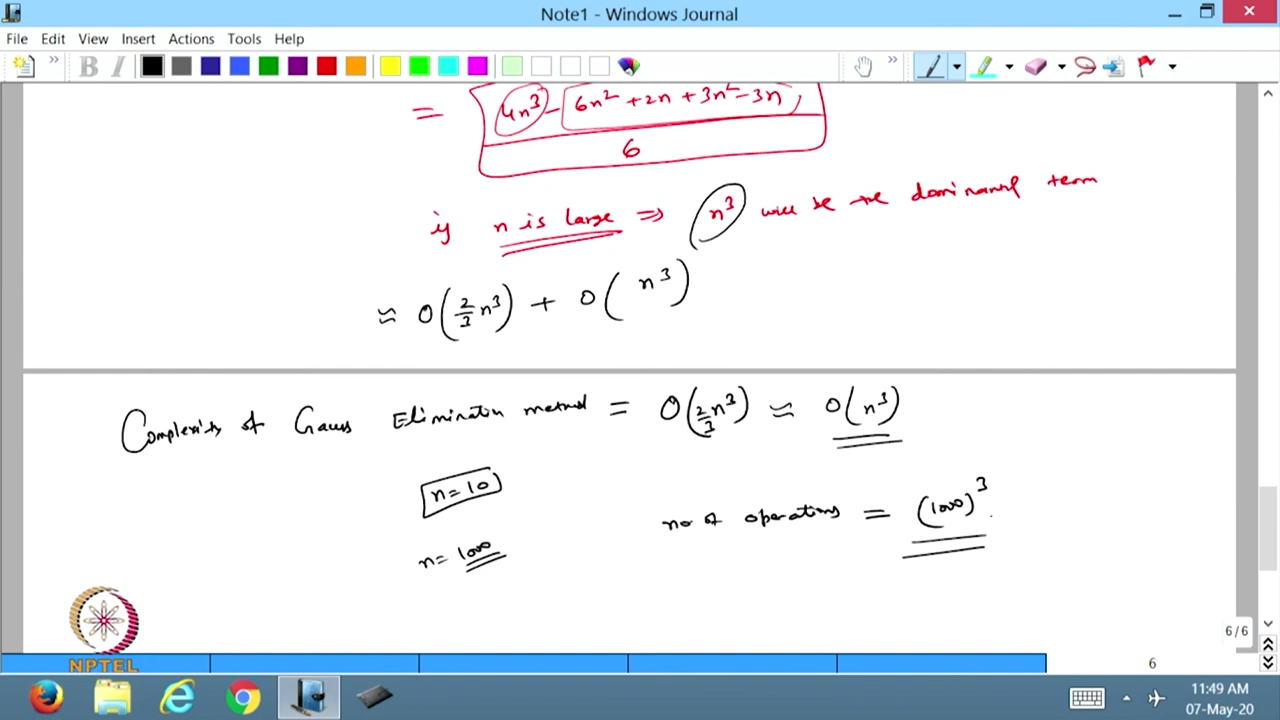 Note1 - Windows Journal
File Edit View Insert Actions Tools Help
= 4n³ - 6n² + 2n + 3n² - 3n
6
if n is large ⇒ n³ will be the dominant term
≈ O(2/3 n³) + O(n³)
Complexity of Gauss Elimination method = O(2/3 n³) ≈ O(n³)
n=10
no of operations = (1000)³
n=1000
6/6
NPTEL
6
11:49 AM
07-May-20